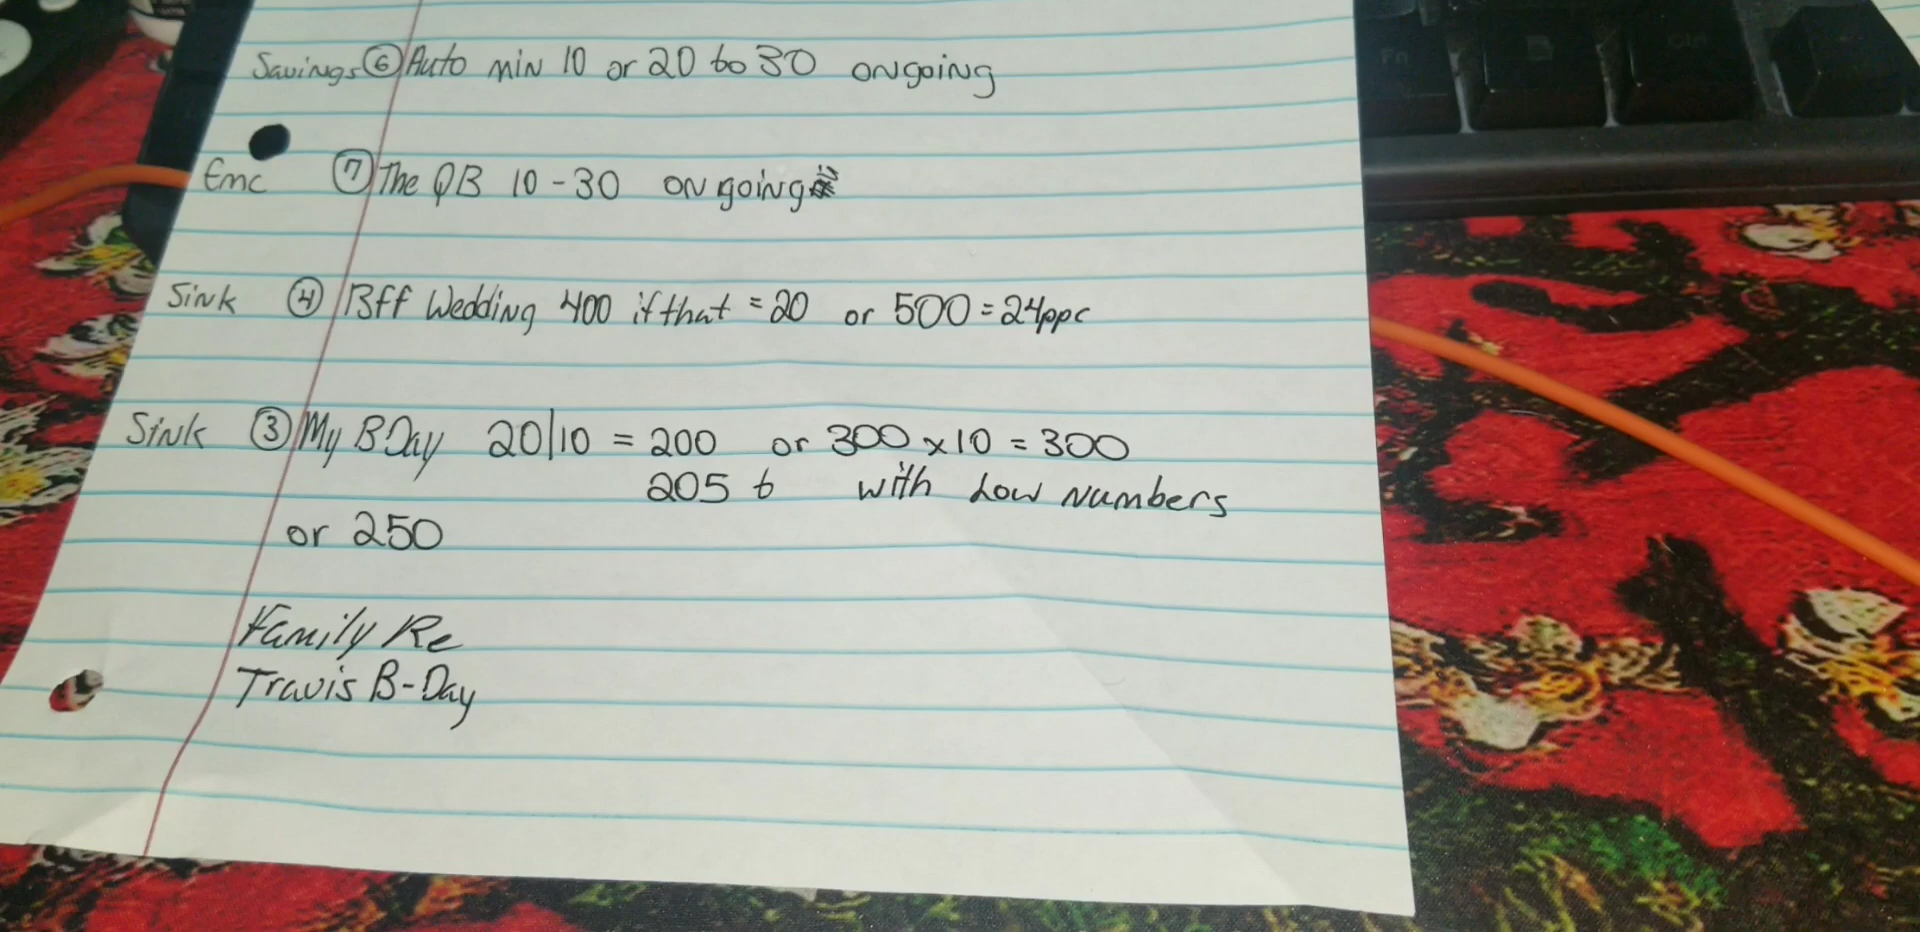 Savings ⑥ Auto min 10 or 20 to 30 ongoing
Emc ⑦ The QB 10-30 ongoing
Sink ④ Bff Wedding 400 if that = 20 or 500 = 24ppc
Sink ③ My B Day 20|10 = 200 or 300 x 10 = 300
205 6 with Low numbers
or 250
Family Re
Travis B-Day